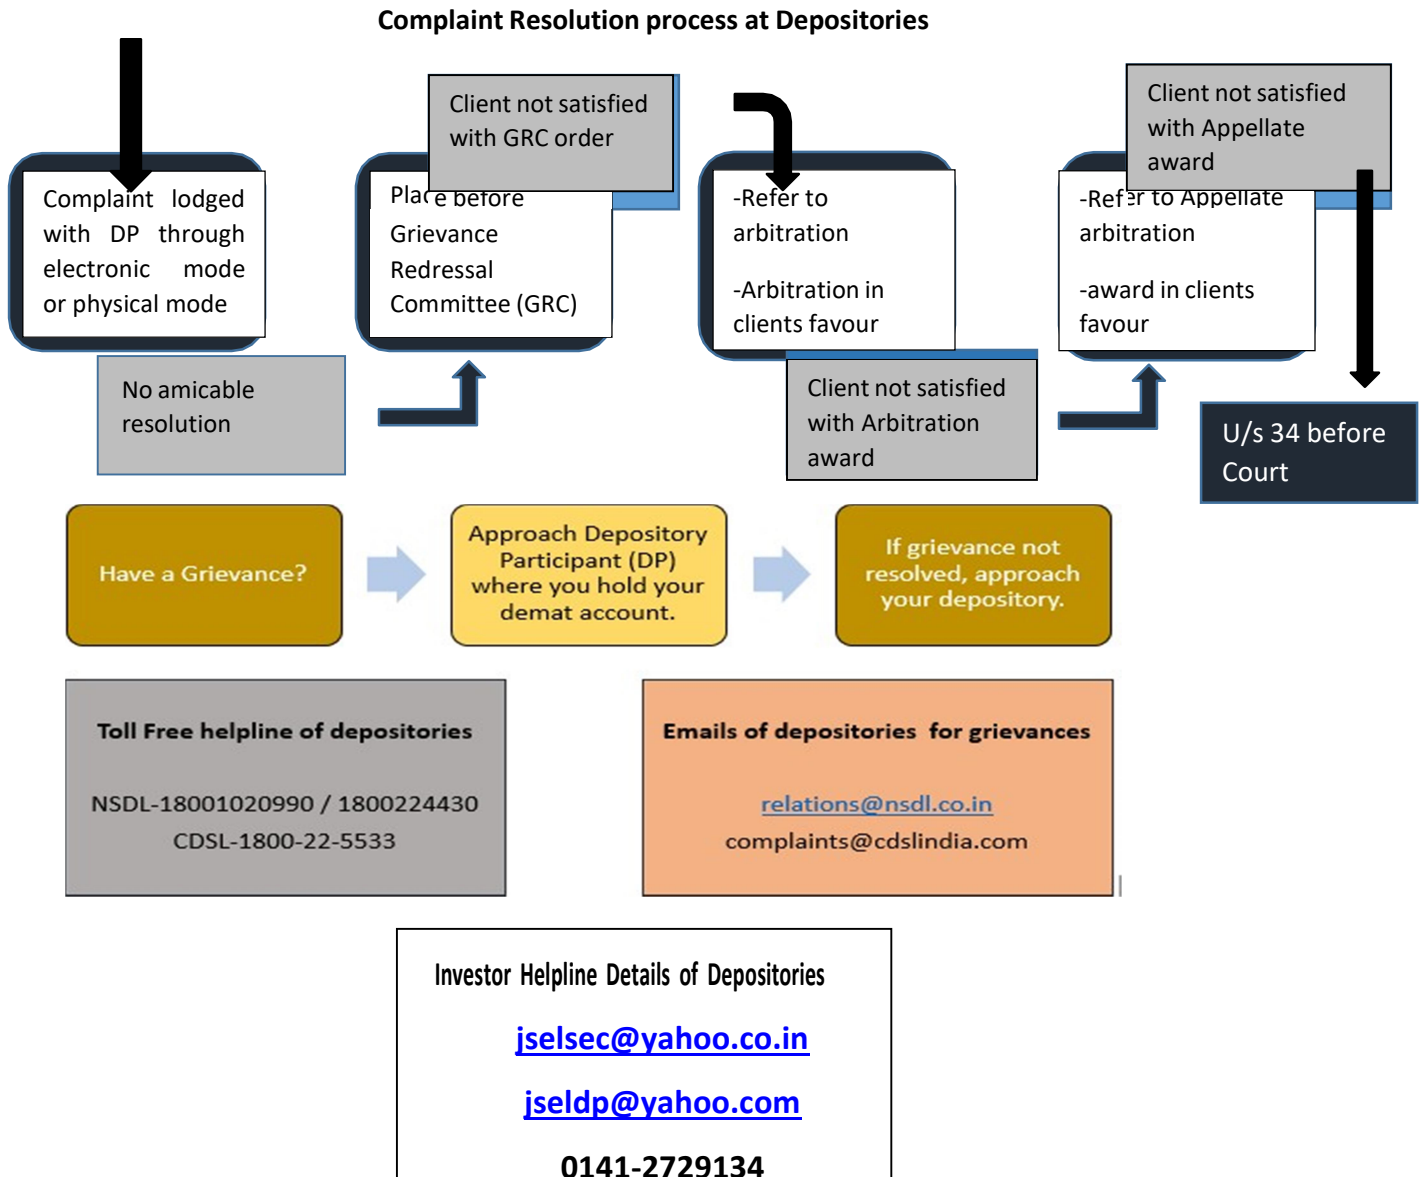 Complaint Resolution process at Depositories
Complaint lodged
with DP through
electronic mode
or physical mode
No amicable
resolution
Place before
Grievance
Redressal
Committee (GRC)
Client not satisfied
with GRC order
-Refer to
arbitration
-Arbitration in
clients favour
Client not satisfied
with Arbitration
award
-Refer to Appellate
arbitration
-award in clients
favour
Client not satisfied
with Appellate
award
U/s 34 before
Court
Have a Grievance?
Approach Depository
Participant (DP)
where you hold your
demat account.
If grievance not
resolved, approach
your depository.
Toll Free helpline of depositories
NSDL-18001020990 / 1800224430
CDSL-1800-22-5533
Emails of depositories for grievances
relations@nsdl.co.in
complaints@cdslindia.com
Investor Helpline Details of Depositories
jselsec@yahoo.co.in
jseldp@yahoo.com
0141-2729134